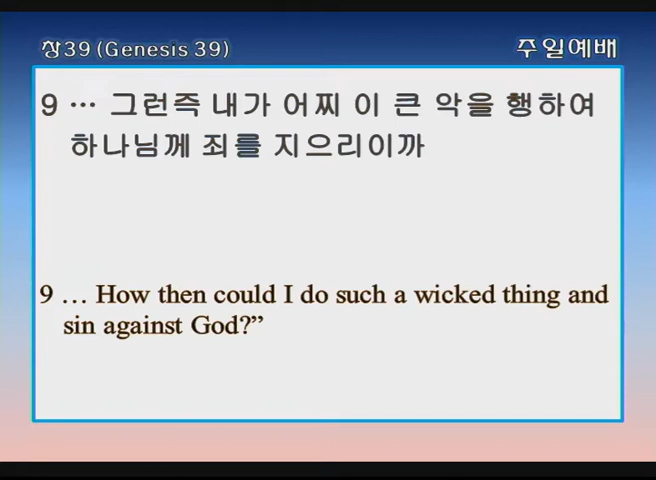 창39 (Genesis 39)
주일예배
9 … 그런즉 내가 어찌 이 큰 악을 행하여
하나님께 죄를 지으리이까
9 … How then could I do such a wicked thing and
sin against God?”